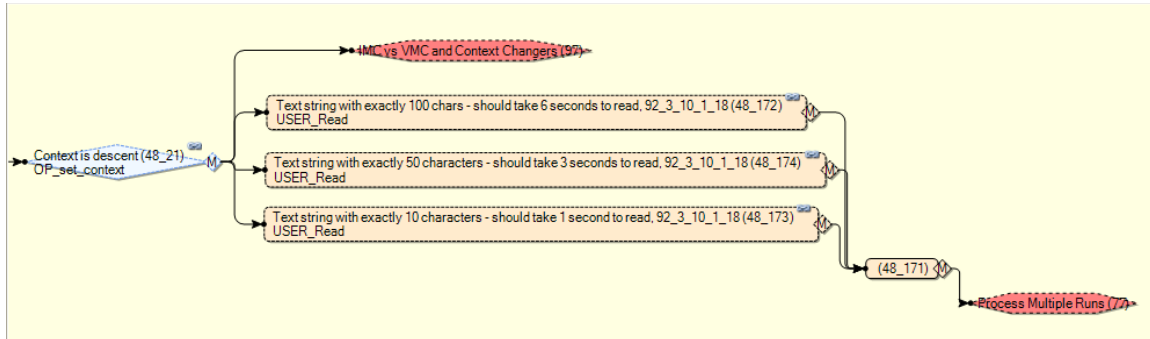 IMC vs VMC and Context Changers (97)
Text string with exactly 100 chars - should take 6 seconds to read, 92_3_10_1_18 (48_172)
USER_Read
M
Context is descent (48_21)
OP_set_context
M
Text string with exactly 50 characters - should take 3 seconds to read, 92_3_10_1_18 (48_174)
USER_Read
M
Text string with exactly 10 characters - should take 1 second to read, 92_3_10_1_18 (48_173)
USER_Read
M
(48_171)
M
Process Multiple Runs (77)